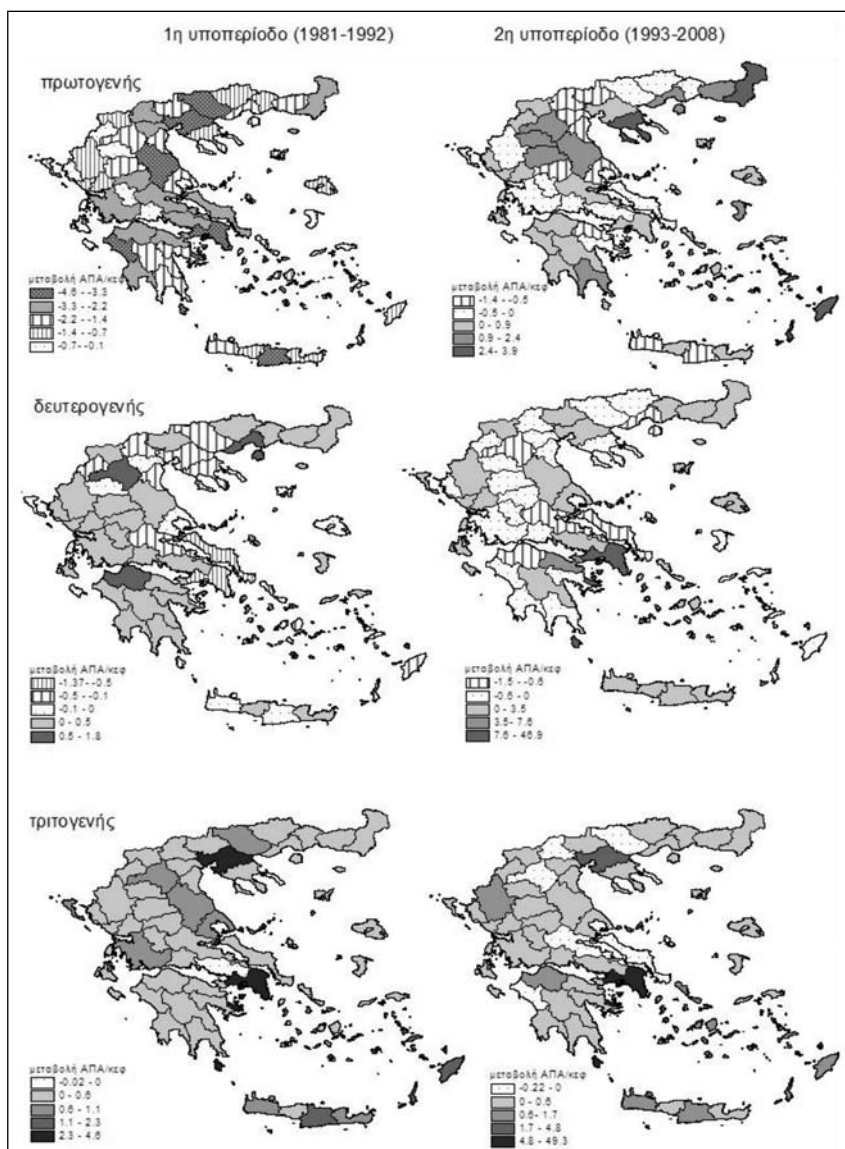 1η υποπερίοδο (1981-1992)
2η υποπερίοδο (1993-2008)
πρωτογενής
μεταβολή ΑΠΑ/κεφ
-4.6 - -3.3
-3.3 - -2.2
-2.2 - -1.4
-1.4 - -0.7
-0.7 - -0.1
μεταβολή ΑΠΑ/κεφ
-1.4 - -0.5
-0.5 - 0
0 - 0.9
0.9 - 2.4
2.4 - 3.9
δευτερογενής
μεταβολή ΑΠΑ/κεφ
-1.37 - -0.5
-0.5 - -0.1
-0.1 - 0
0 - 0.5
0.5 - 1.8
μεταβολή ΑΠΑ/κεφ
-1.5 - -0.6
-0.6 - 0
0 - 3.5
3.5 - 7.6
7.6 - 46.9
τριτογενής
μεταβολή ΑΠΑ/κεφ
-0.02 - 0
0 - 0.6
0.6 - 1.1
1.1 - 2.3
2.3 - 4.6
μεταβολή ΑΠΑ/κεφ
-0.22 - 0
0 - 0.6
0.6 - 1.7
1.7 - 4.8
4.8 - 49.3